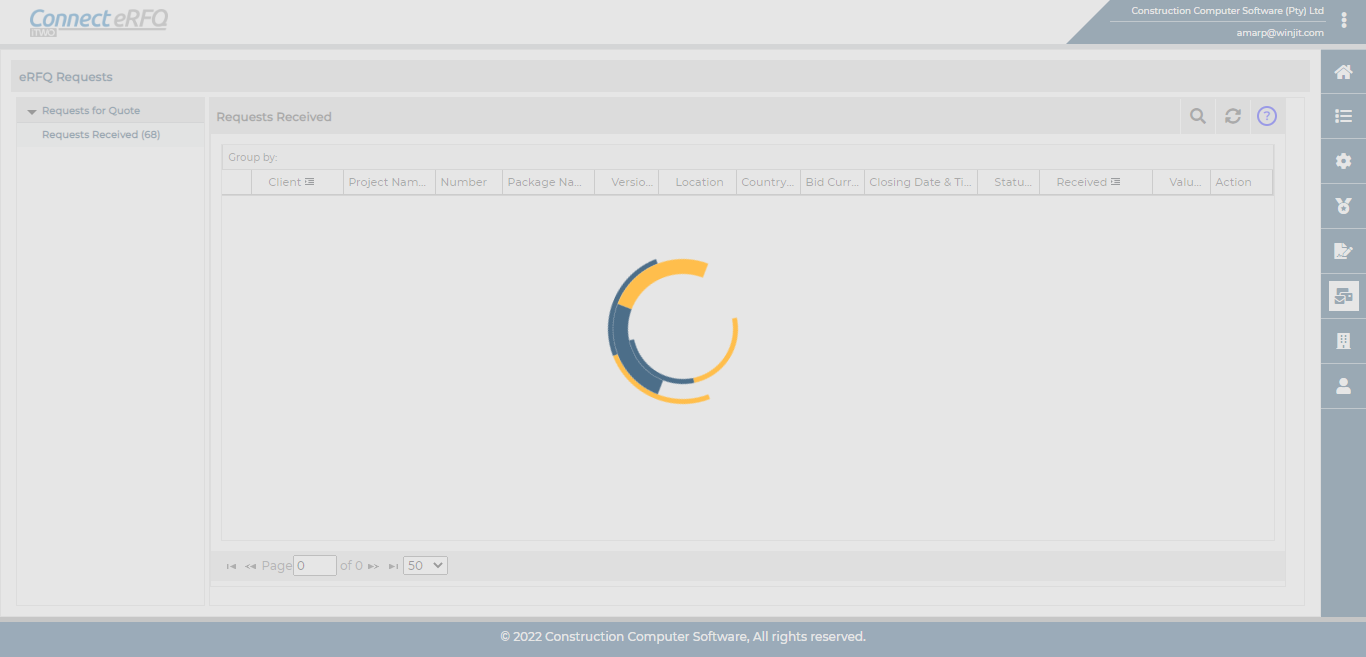 Connect eRFQ
iTWO
Construction Computer Software (Pty) Ltd
amarp@winjit.com
eRFQ Requests
Requests for Quote
Requests Received (68)
Requests Received
?
Group by:
Client Project Nam... Number Package Na... Versio... Location Country... Bid Curr... Closing Date & Ti... Statu... Received Valu... Action
Page 0 of 0 50
© 2022 Construction Computer Software, All rights reserved.